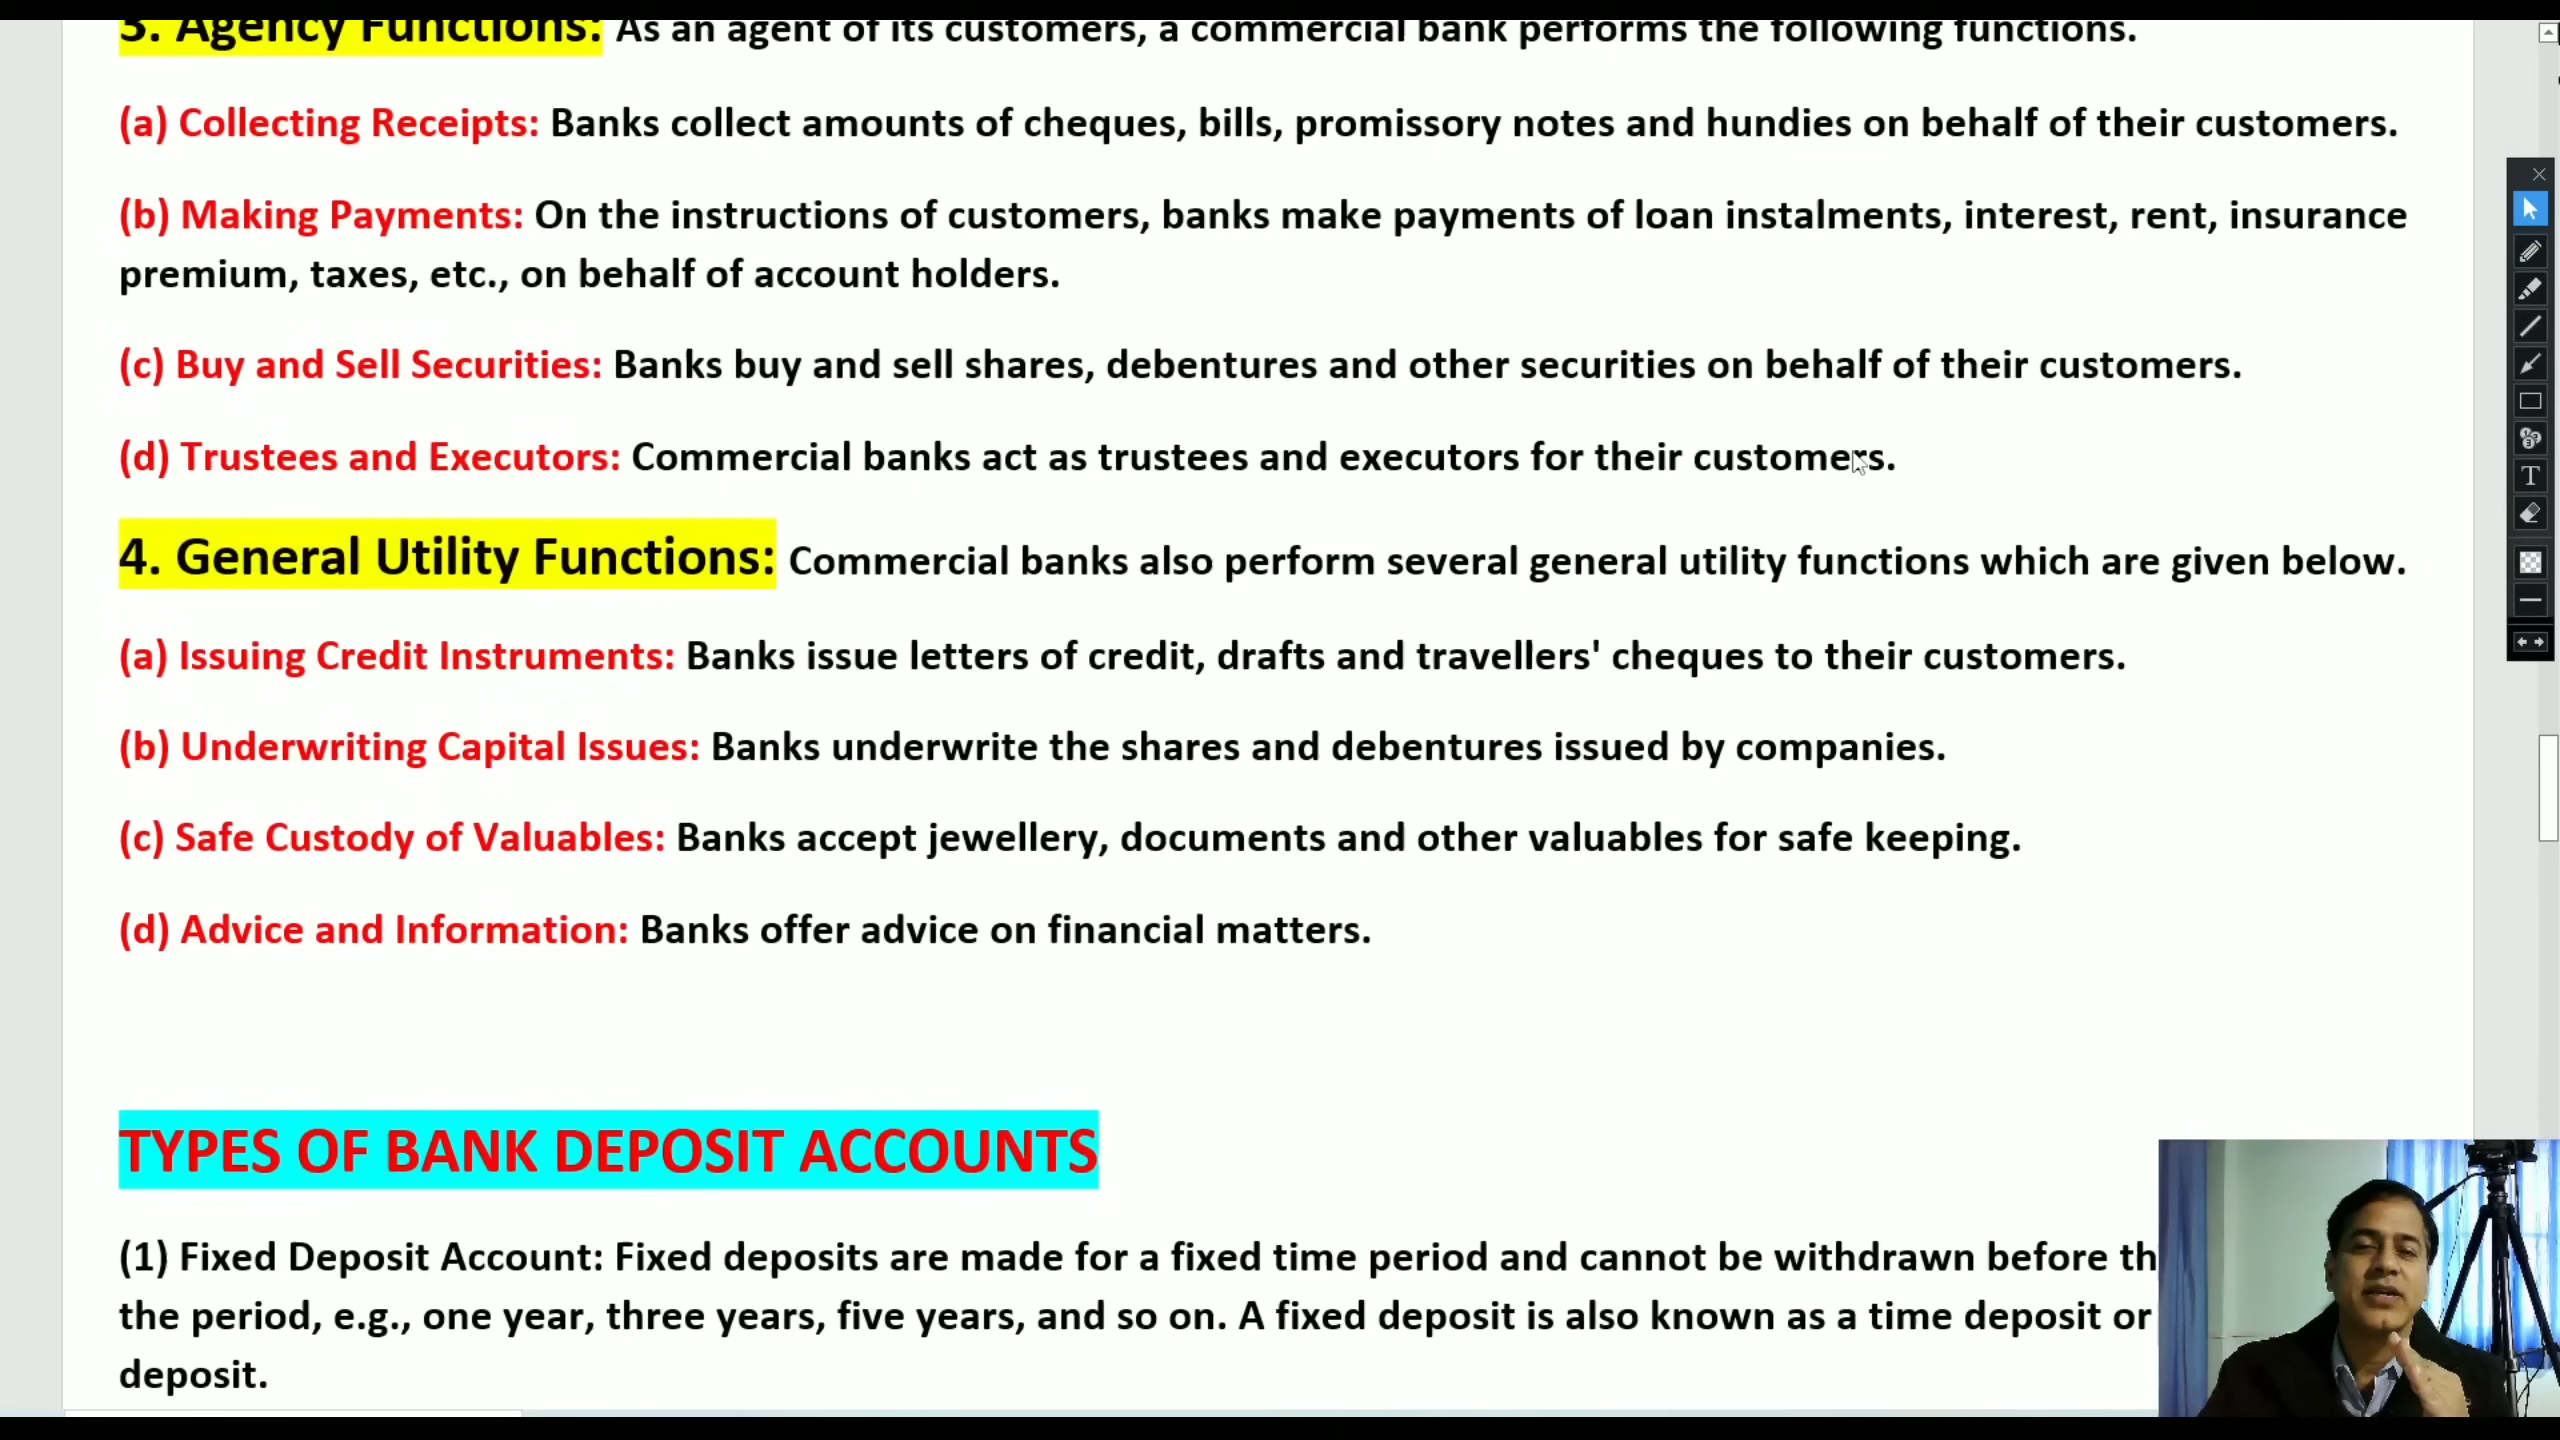 3. Agency Functions: As an agent of its customers, a commercial bank performs the following functions.
(a) Collecting Receipts: Banks collect amounts of cheques, bills, promissory notes and hundies on behalf of their customers.
(b) Making Payments: On the instructions of customers, banks make payments of loan instalments, interest, rent, insurance
premium, taxes, etc., on behalf of account holders.
(c) Buy and Sell Securities: Banks buy and sell shares, debentures and other securities on behalf of their customers.
(d) Trustees and Executors: Commercial banks act as trustees and executors for their customers.
4. General Utility Functions: Commercial banks also perform several general utility functions which are given below.
(a) Issuing Credit Instruments: Banks issue letters of credit, drafts and travellers' cheques to their customers.
(b) Underwriting Capital Issues: Banks underwrite the shares and debentures issued by companies.
(c) Safe Custody of Valuables: Banks accept jewellery, documents and other valuables for safe keeping.
(d) Advice and Information: Banks offer advice on financial matters.
TYPES OF BANK DEPOSIT ACCOUNTS
(1) Fixed Deposit Account: Fixed deposits are made for a fixed time period and cannot be withdrawn before
the period, e.g., one year, three years, five years, and so on. A fixed deposit is also known as a time deposit or
deposit.